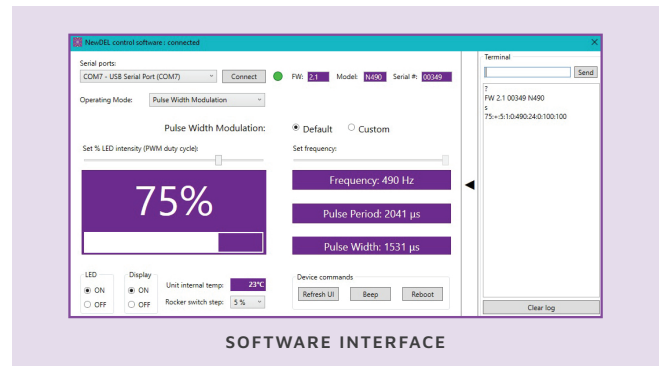 NewDEL control software: connected
Serial ports:
COM7 - USB Serial Port (COM7) Connect FW: 2.1 Model: N490 Serial #: 00349
Operating Mode: Pulse Width Modulation
Pulse Width Modulation: Default Custom
Set % LED intensity (PWM duty cycle): Set frequency:
75%
Frequency: 490 Hz
Pulse Period: 2041 µs
Pulse Width: 1531 µs
LED
ON
OFF
Display
ON
OFF
Unit internal temp: 23°C
Rocker switch step: 5 %
Device commands
Refresh UI Beep Reboot
Terminal
Send
?
FW 2.1 00349 N490
s
75:+:5:1:0:490:24:0:100:100
Clear log
SOFTWARE INTERFACE